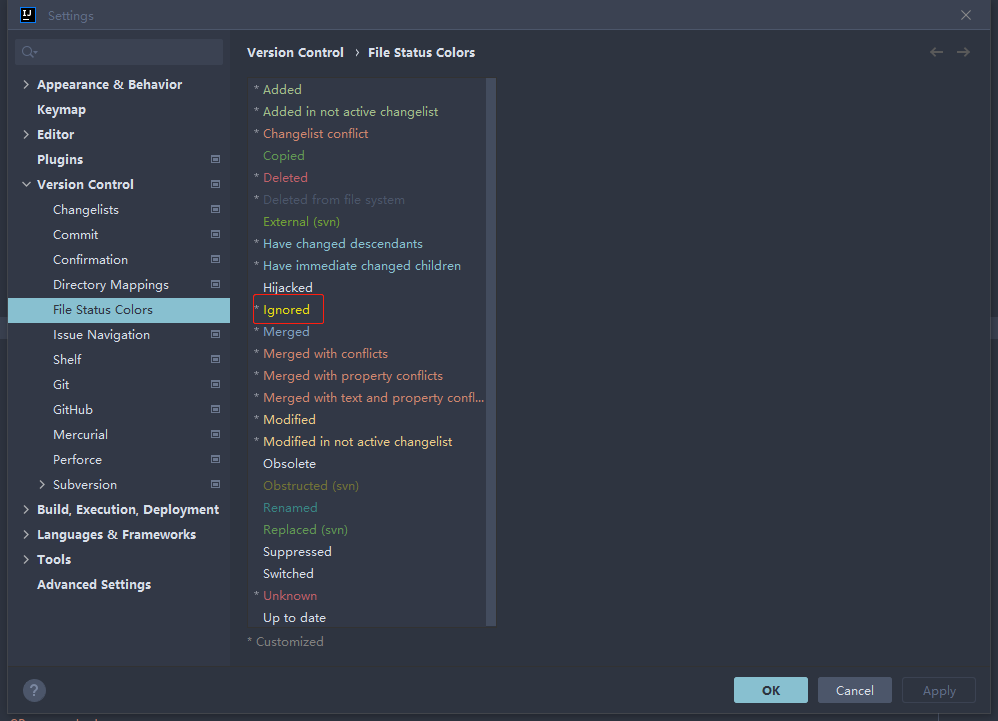 IJ
Settings
Version Control › File Status Colors
Appearance & Behavior
Keymap
Editor
Plugins
Version Control
Changelists
Commit
Confirmation
Directory Mappings
File Status Colors
Issue Navigation
Shelf
Git
GitHub
Mercurial
Perforce
Subversion
Build, Execution, Deployment
Languages & Frameworks
Tools
Advanced Settings
* Added
* Added in not active changelist
* Changelist conflict
Copied
* Deleted
* Deleted from file system
External (svn)
* Have changed descendants
* Have immediate changed children
Hijacked
* Ignored
* Merged
* Merged with conflicts
* Merged with property conflicts
* Merged with text and property confl...
* Modified
* Modified in not active changelist
Obsolete
Obstructed (svn)
Renamed
Replaced (svn)
Suppressed
Switched
* Unknown
Up to date
* Customized
?
OK
Cancel
Apply